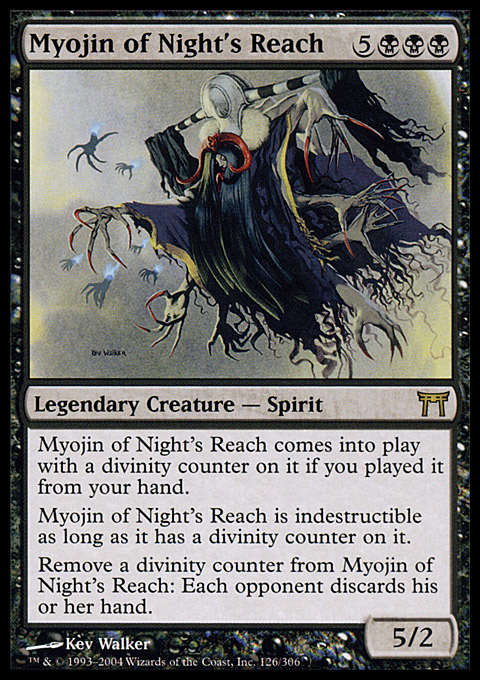 Myojin of Night's Reach 5
KEV WALKER
Legendary Creature — Spirit
Myojin of Night's Reach comes into play
with a divinity counter on it if you played it
from your hand.
Myojin of Night's Reach is indestructible
as long as it has a divinity counter on it.
Remove a divinity counter from Myojin of
Night's Reach: Each opponent discards his
or her hand.
Kev Walker
5/2
™ & © 1993–2004 Wizards of the Coast, Inc. 126/306